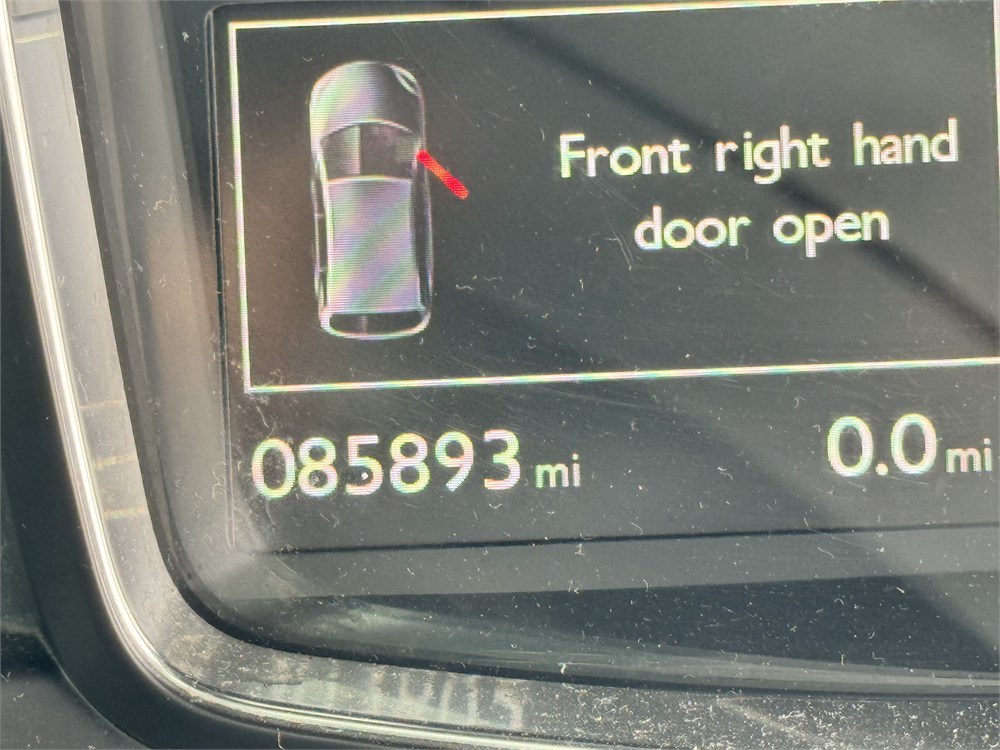 Front right hand
door open
085893 mi 0.0 mi